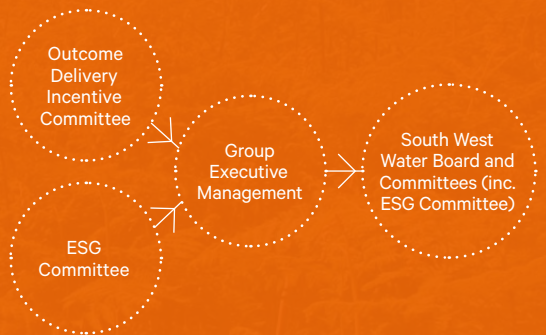 Outcome
Delivery
Incentive
Committee
ESG
Committee
Group
Executive
Management
South West
Water Board and
Committees (inc.
ESG Committee)